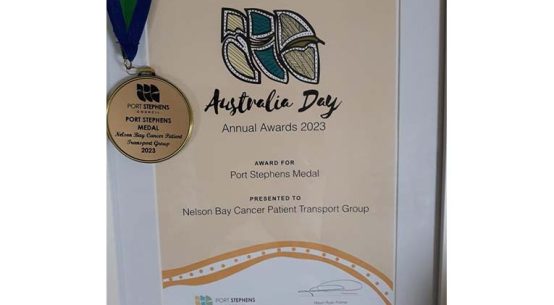 PORT STEPHENS
COUNCIL
PORT STEPHENS
MEDAL
Nelson Bay Cancer Patient
Transport Group
2023
Australia Day
Annual Awards 2023
AWARD FOR
Port Stephens Medal
PRESENTED TO
Nelson Bay Cancer Patient Transport Group
PORT STEPHENS